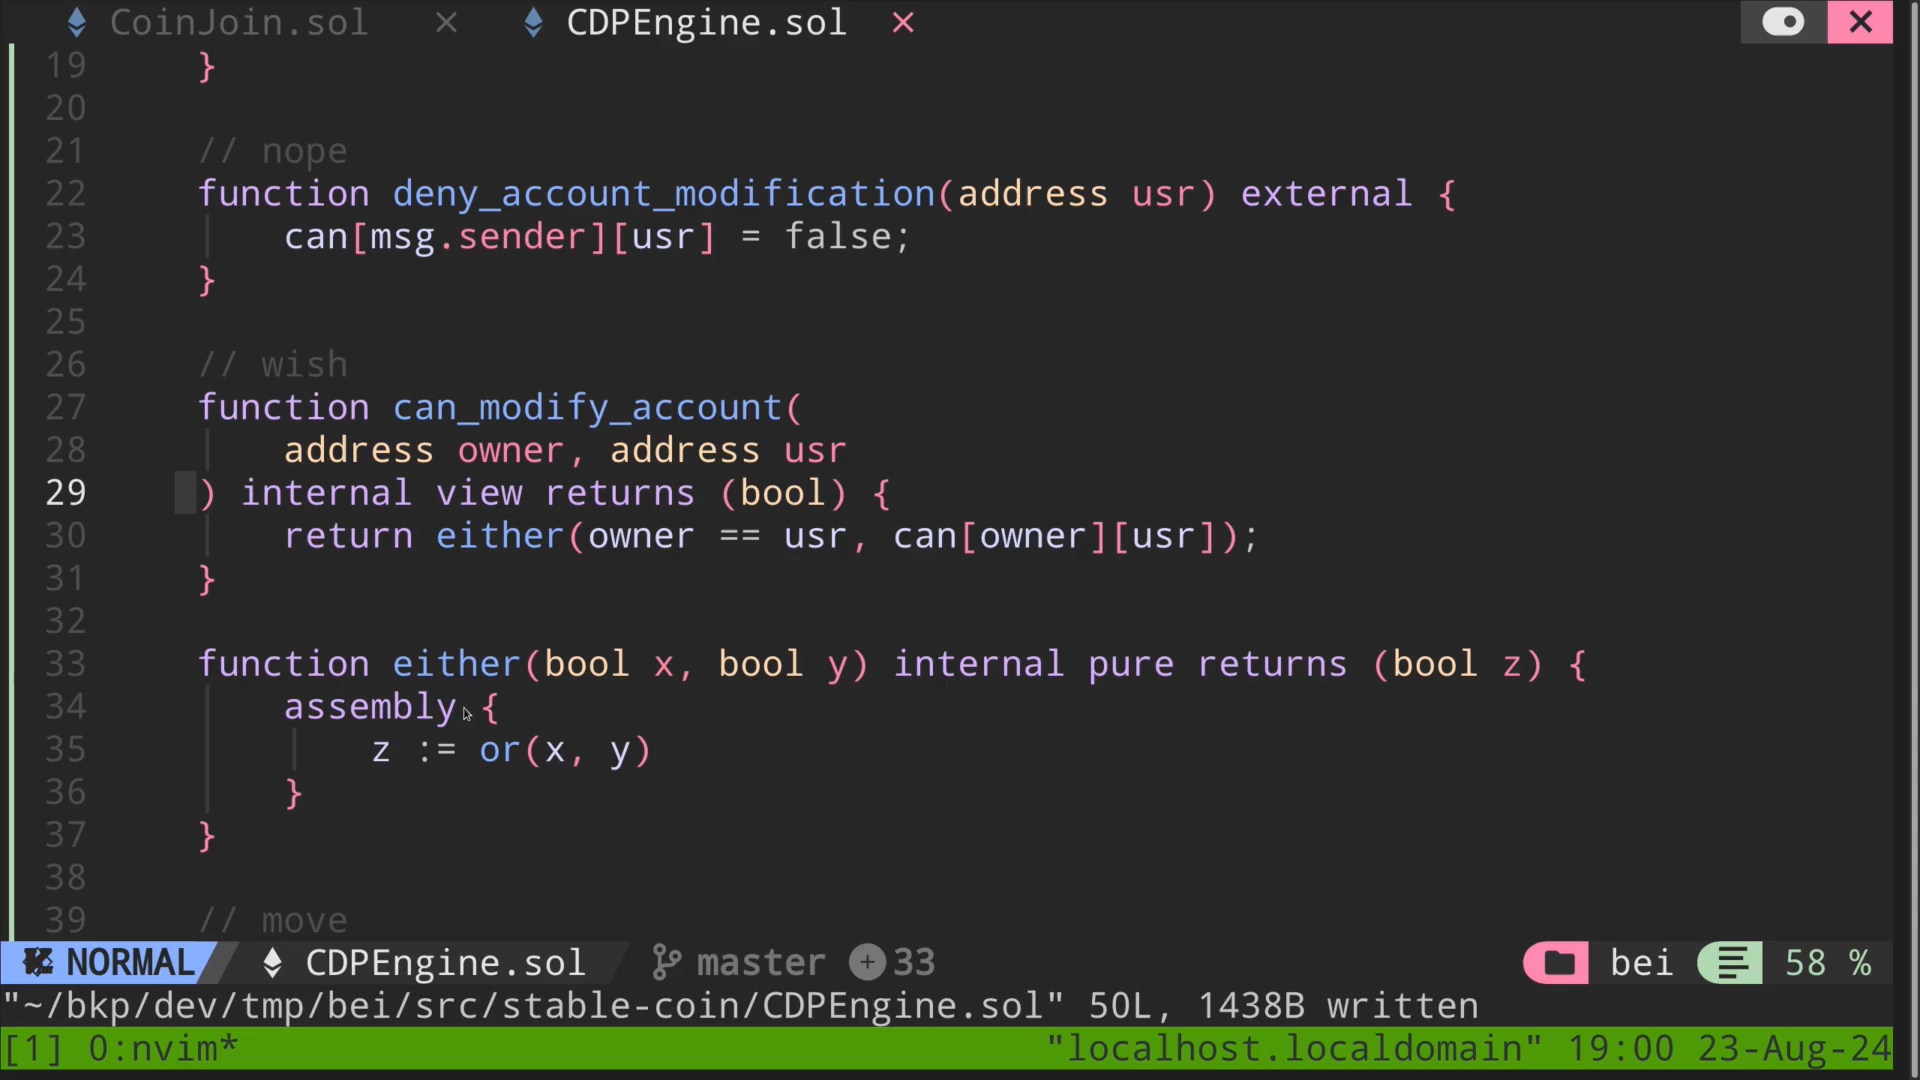 CoinJoin.sol × CDPEngine.sol ×
19 }
20
21 // nope
22 function deny_account_modification(address usr) external {
23 can[msg.sender][usr] = false;
24 }
25
26 // wish
27 function can_modify_account(
28 address owner, address usr
29 ) internal view returns (bool) {
30 return either(owner == usr, can[owner][usr]);
31 }
32
33 function either(bool x, bool y) internal pure returns (bool z) {
34 assembly {
35 z := or(x, y)
36 }
37 }
38
39 // move
NORMAL CDPEngine.sol master + 33 bei 58 %
"~/bkp/dev/tmp/bei/src/stable-coin/CDPEngine.sol" 50L, 1438B written
[1] 0:nvim* "localhost.localdomain" 19:00 23-Aug-24